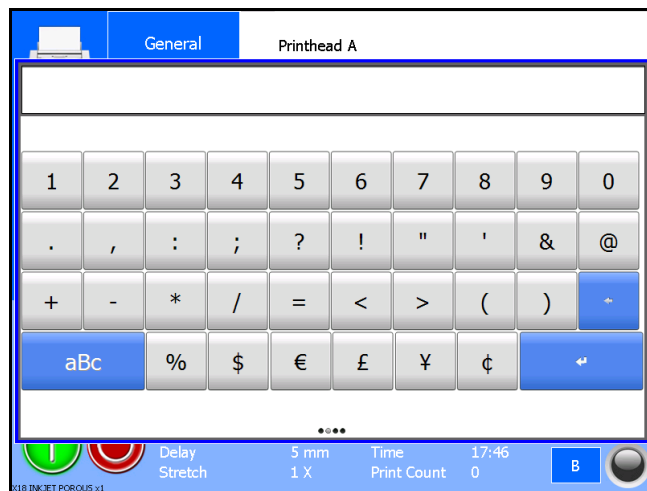 General Printhead A
1 2 3 4 5 6 7 8 9 0
. , : ; ? ! " ' & @
+ - * / = < > ( )
aBc % $ € £ ¥ ¢
Delay 5 mm Time 17:46
Stretch 1 X Print Count 0
B
X18 INKJET POROUS x1